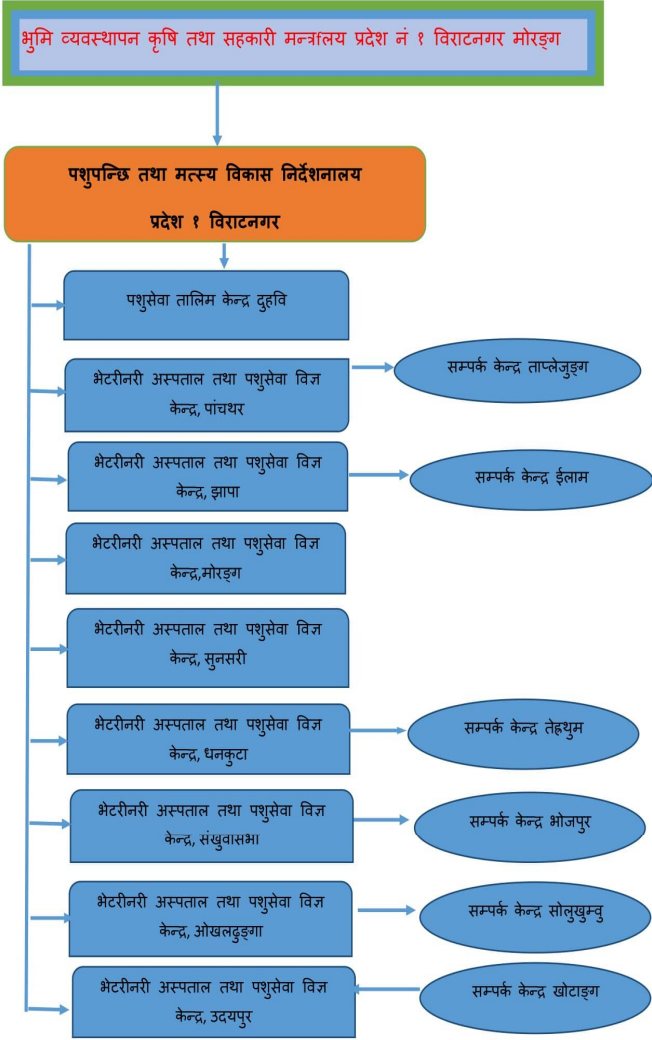 भुमि व्यवस्थापन कृषि तथा सहकारी मन्त्रfलय प्रदेश नं १ विराटनगर मोरङ्ग
पशुपन्छि तथा मत्स्य विकास निर्देशनालय
प्रदेश १ विराटनगर
पशुसेवा तालिम केन्द्र दुहवि
भेटरीनरी अस्पताल तथा पशुसेवा विज्ञ
केन्द्र, पांचथर
सम्पर्क केन्द्र ताप्लेजुङ्ग
भेटरीनरी अस्पताल तथा पशुसेवा विज्ञ
केन्द्र, झापा
सम्पर्क केन्द्र ईलाम
भेटरीनरी अस्पताल तथा पशुसेवा विज्ञ
केन्द्र,मोरङ्ग
भेटरीनरी अस्पताल तथा पशुसेवा विज्ञ
केन्द्र, सुनसरी
भेटरीनरी अस्पताल तथा पशुसेवा विज्ञ
केन्द्र, धनकुटा
सम्पर्क केन्द्र तेह्रथुम
भेटरीनरी अस्पताल तथा पशुसेवा विज्ञ
केन्द्र, संखुवासभा
सम्पर्क केन्द्र भोजपुर
भेटरीनरी अस्पताल तथा पशुसेवा विज्ञ
केन्द्र, ओखलढुङ्गा
सम्पर्क केन्द्र सोलुखुम्वु
भेटरीनरी अस्पताल तथा पशुसेवा विज्ञ
केन्द्र, उदयपुर
सम्पर्क केन्द्र खोटाङ्ग